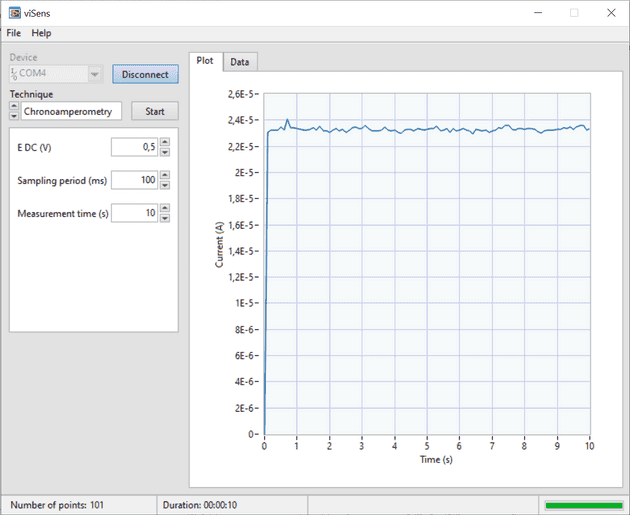 viSens
File Help
Device
COM4
Disconnect
Technique
Chronoamperometry
Start
E DC (V)
0,5
Sampling period (ms)
100
Measurement time (s)
10
Plot
Data
2,6E-5
2,4E-5
2,2E-5
2E-5
1,8E-5
1,6E-5
1,4E-5
1,2E-5
1E-5
8E-6
6E-6
4E-6
2E-6
0
Current (A)
0 1 2 3 4 5 6 7 8 9 10
Time (s)
Number of points: 101
Duration: 00:00:10